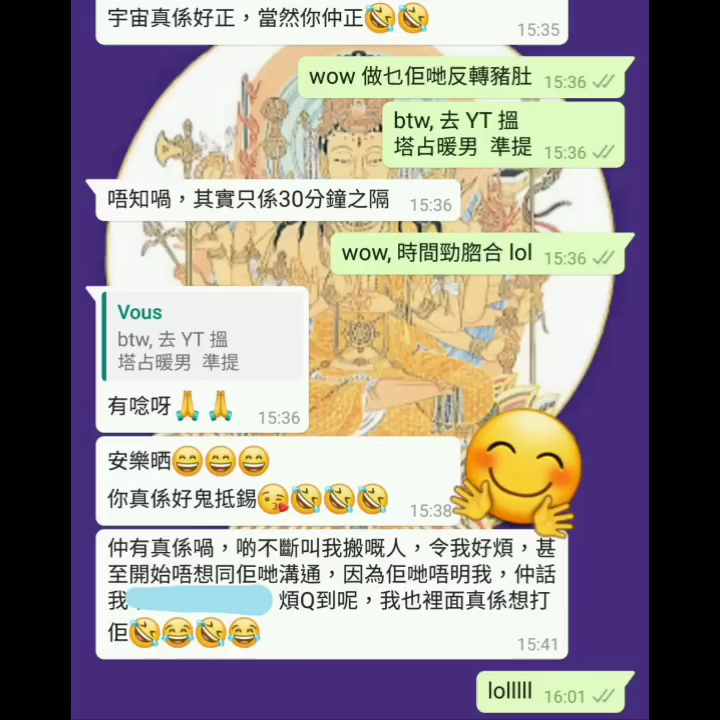 宇宙真係好正，當然你仲正🤣🤣
15:35
wow 做乜佢哋反轉豬肚
15:36
btw, 去 YT 搵
塔占暖男 準提
15:36
唔知喎，其實只係30分鐘之隔
15:36
wow, 時間勁脗合 lol
15:36
Vous
btw, 去 YT 搵
塔占暖男 準提
有唸呀🙏🙏
15:36
安樂晒😄😄😄
你真係好鬼抵錫😘🤣🤣🤣
15:38
仲有真係喎，啲不斷叫我搬嘅人，令我好煩，甚
至開始唔想同佢哋溝通，因為佢哋唔明我，仲話
我 煩Q到呢，我也裡面真係想打
佢🤣😂🤣😂
15:41
lolllll
16:01